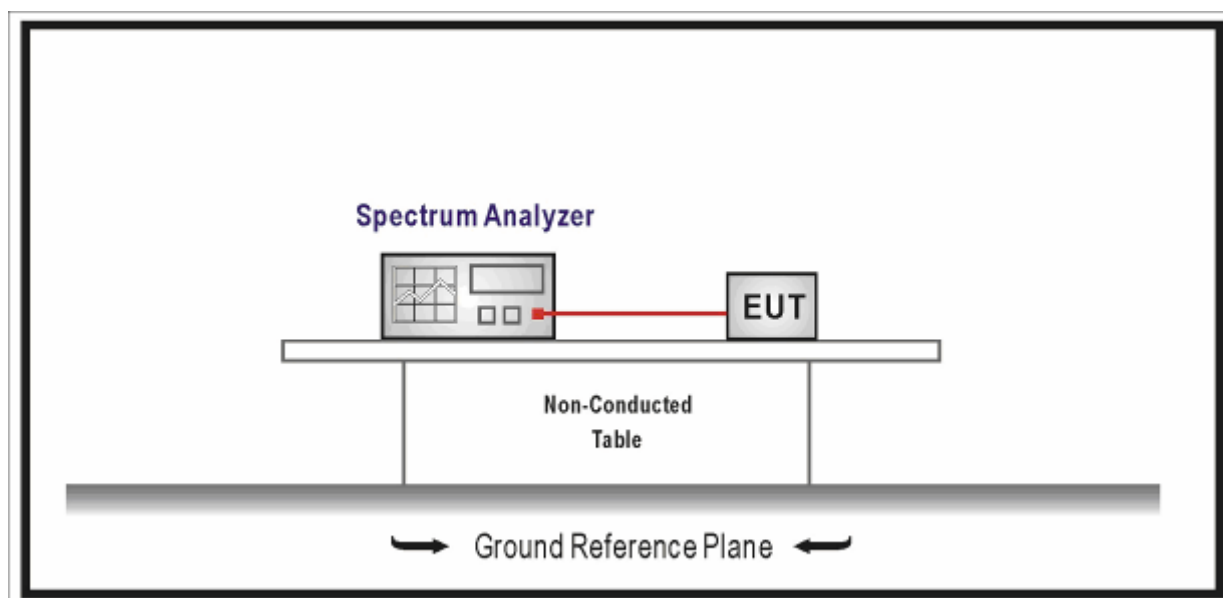 Spectrum Analyzer
EUT
Non-Conducted
Table
Ground Reference Plane